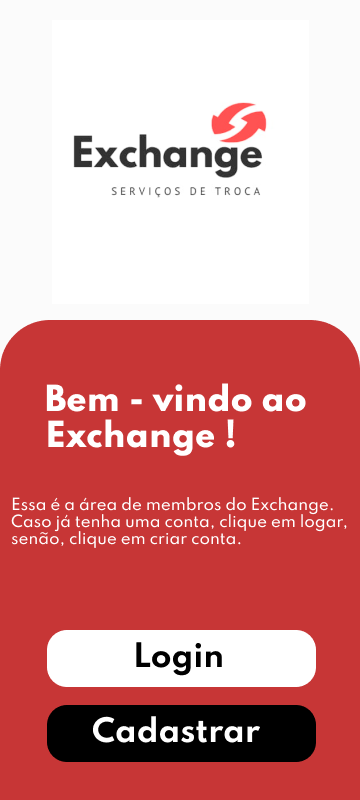 Exchange
SERVIÇOS DE TROCA
Bem - vindo ao
Exchange !
Essa é a área de membros do Exchange.
Caso já tenha uma conta, clique em logar,
senão, clique em criar conta.
Login
Cadastrar